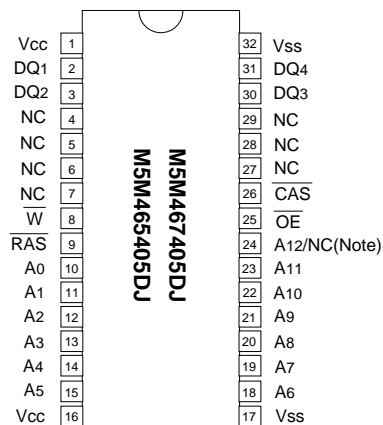 Vcc 1 32 Vss
DQ1 2 31 DQ4
DQ2 3 30 DQ3
NC 4 29 NC
NC 5 28 NC
NC 6 27 NC
NC 7 26 C̅A̅S̅
W̅ 8 25 O̅E̅
R̅A̅S̅ 9 24 A12/NC(Note)
A0 10 23 A11
A1 11 22 A10
A2 12 21 A9
A3 13 20 A8
A4 14 19 A7
A5 15 18 A6
Vcc 16 17 Vss
M5M467405DJ
M5M465405DJ